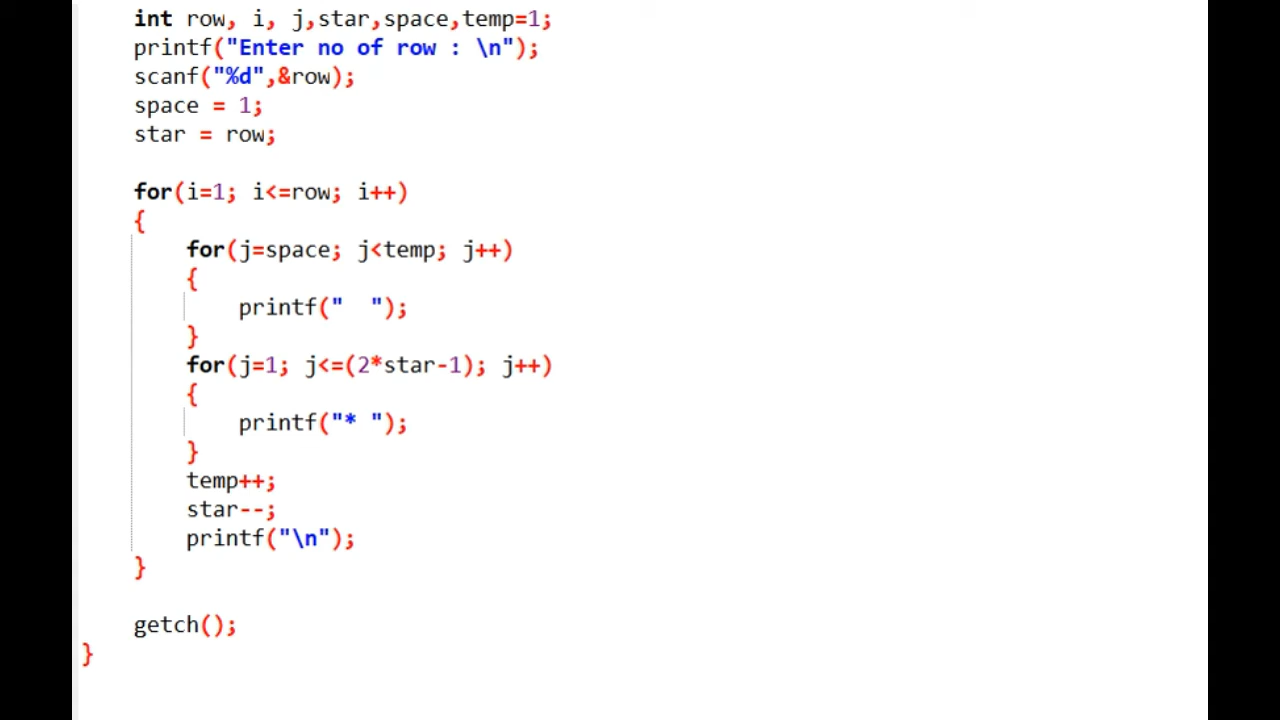 int row, i, j,star,space,temp=1;
printf("Enter no of row : \n");
scanf("%d",&row);
space = 1;
star = row;
for(i=1; i<=row; i++)
{
for(j=space; j<temp; j++)
{
printf("  ");
}
for(j=1; j<=(2*star-1); j++)
{
printf("* ");
}
temp++;
star--;
printf("\n");
}
getch();
}